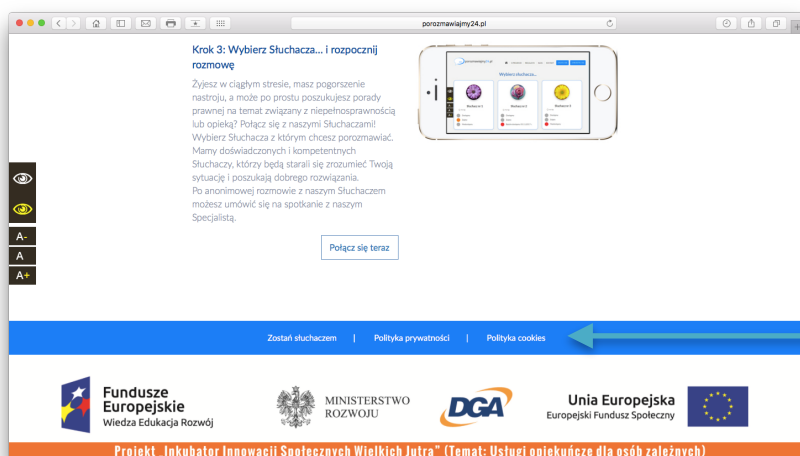 porozmawiajmy24.pl
Krok 3: Wybierz Słuchacza... i rozpocznij
rozmowę
Żyjesz w ciągłym stresie, masz pogorszenie
nastroju, a może po prostu poszukujesz porady
prawnej na temat związany z niepełnosprawnością
lub opieką? Połącz się z naszymi Słuchaczami!
Wybierz Słuchacza z którym chcesz porozmawiać.
Mamy doświadczonych i kompetentnych
Słuchaczy, którzy będą starali się zrozumieć Twoją
sytuację i poszukają dobrego rozwiązania.
Po anonimowej rozmowie z naszym Słuchaczem
możesz umówić się na spotkanie z naszym
Specjalistą.
Wybierz słuchacza...
A-
A
A+
Połącz się teraz
Zostań słuchaczem | Polityka prywatności | Polityka cookies
Fundusze
Europejskie
Wiedza Edukacja Rozwój
MINISTERSTWO
ROZWOJU
DGA
Unia Europejska
Europejski Fundusz Społeczny
Projekt „Inkubator Innowacji Społecznych Wielkich Jutra" (Temat: Usługi opiekuńcze dla osób zależnych)